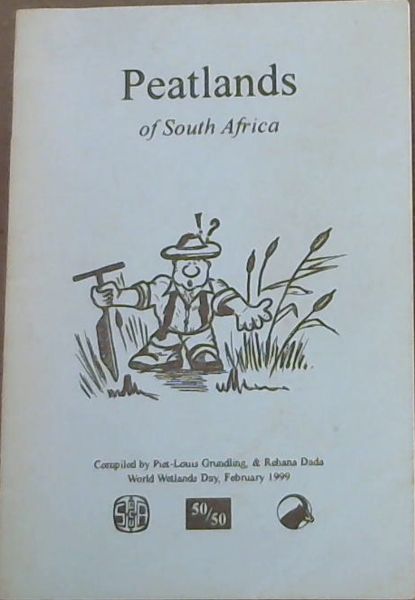 Peatlands
of South Africa
!?
Compiled by Piet-Louis Grundling, & Rehana Dada
World Wetlands Day, February 1999
50/50